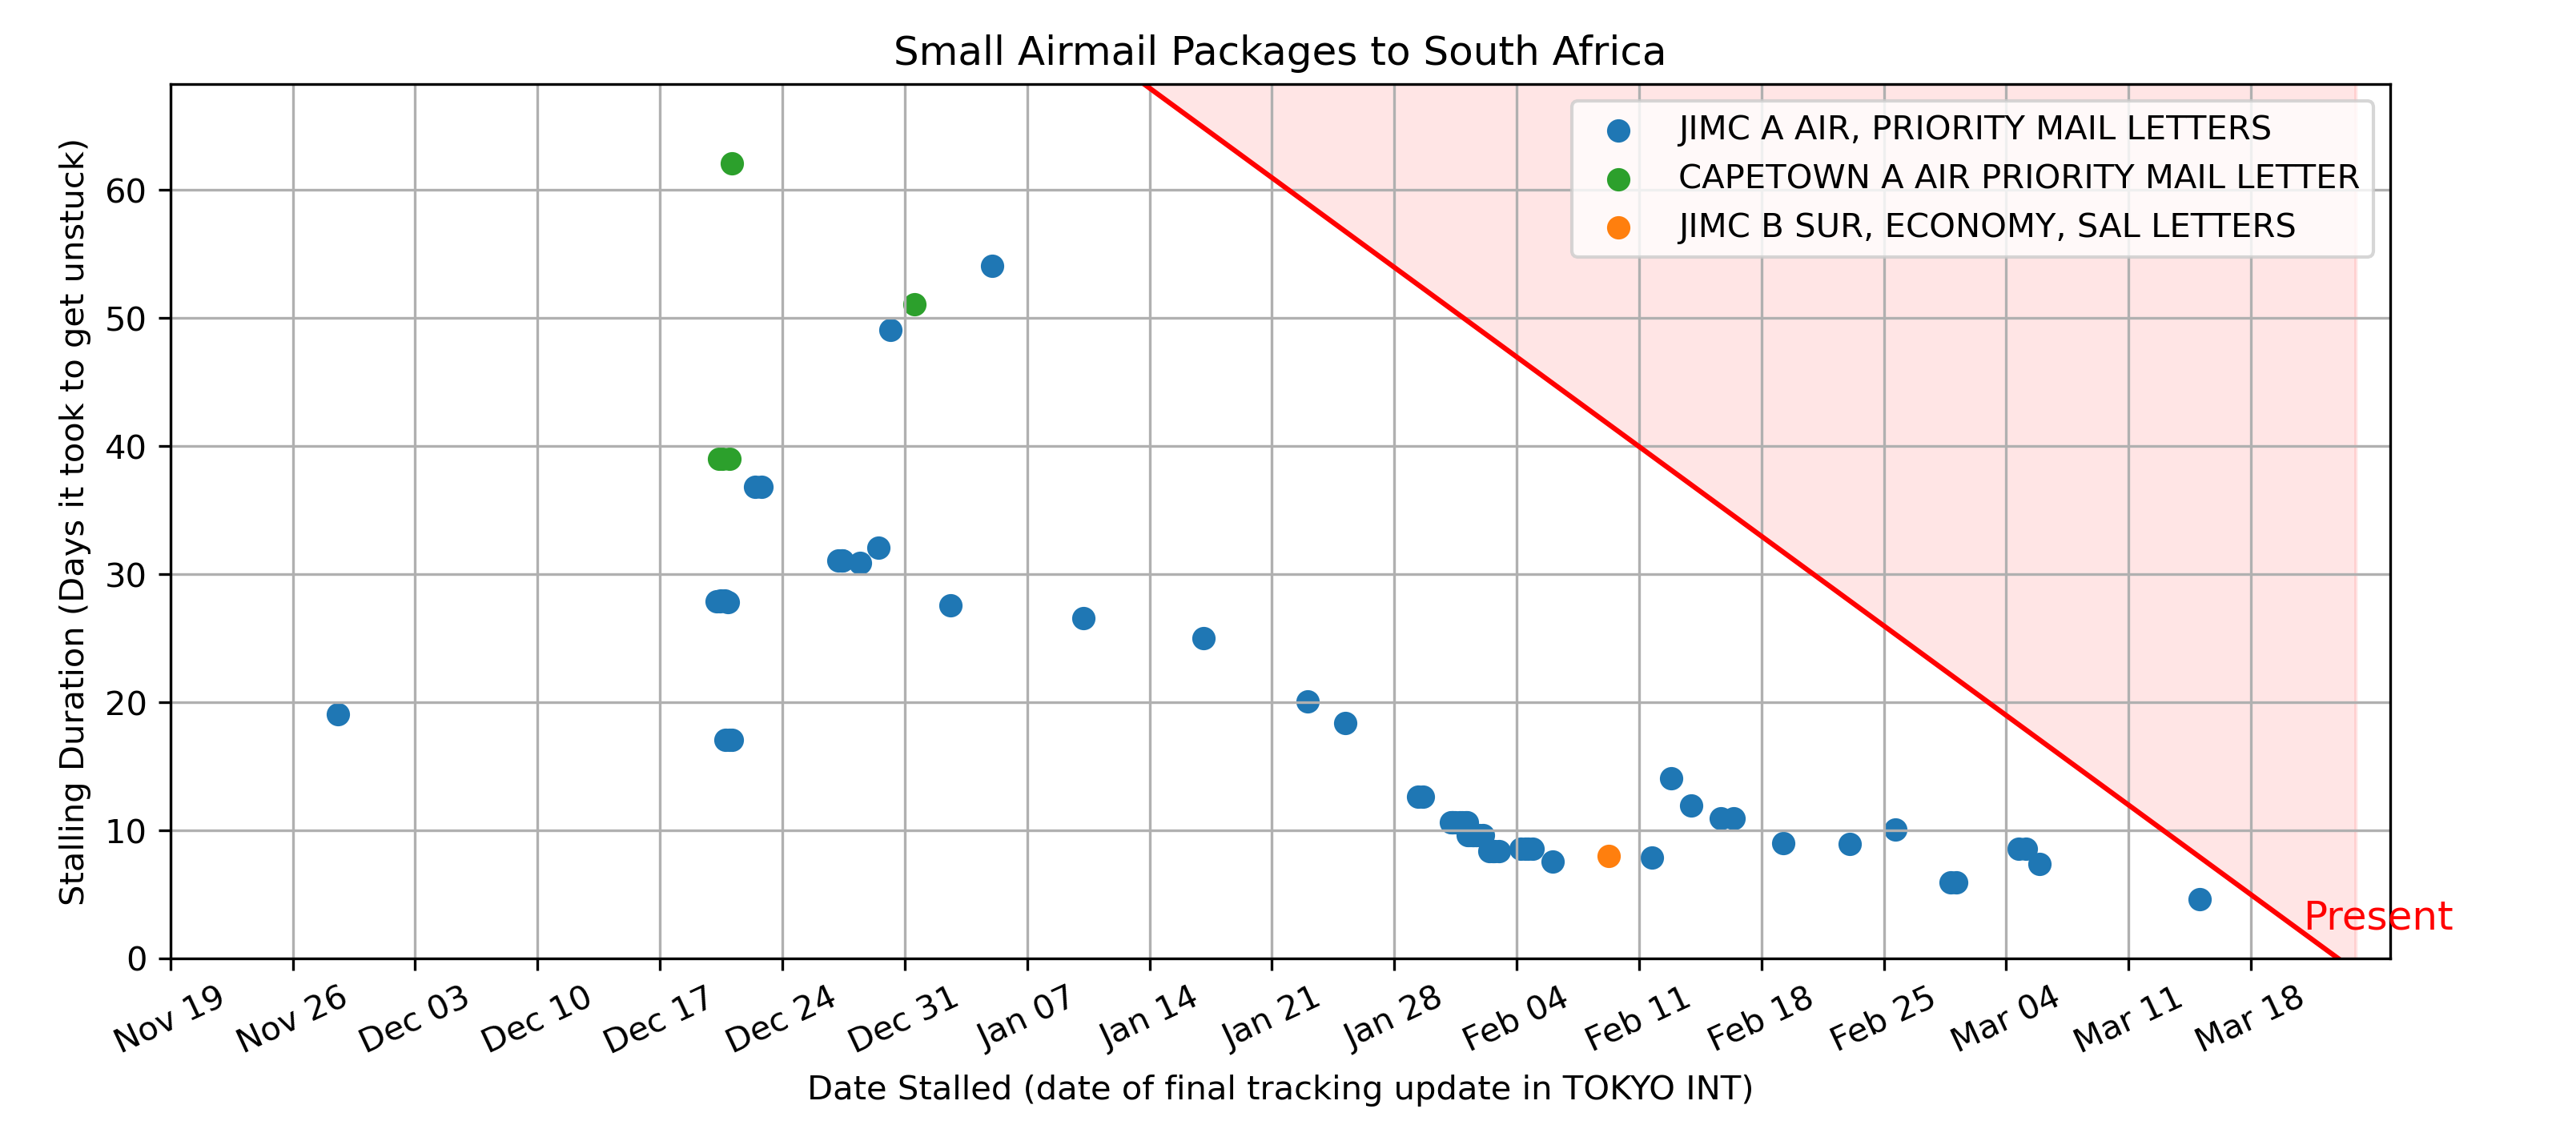 Small Airmail Packages to South Africa
JIMC A AIR, PRIORITY MAIL LETTERS
CAPETOWN A AIR PRIORITY MAIL LETTER
JIMC B SUR, ECONOMY, SAL LETTERS
Stalling Duration (Days it took to get unstuck)
60
50
40
30
20
10
0
Present
Nov 19
Nov 26
Dec 03
Dec 10
Dec 17
Dec 24
Dec 31
Jan 07
Jan 14
Jan 21
Jan 28
Feb 04
Feb 11
Feb 18
Feb 25
Mar 04
Mar 11
Mar 18
Date Stalled (date of final tracking update in TOKYO INT)